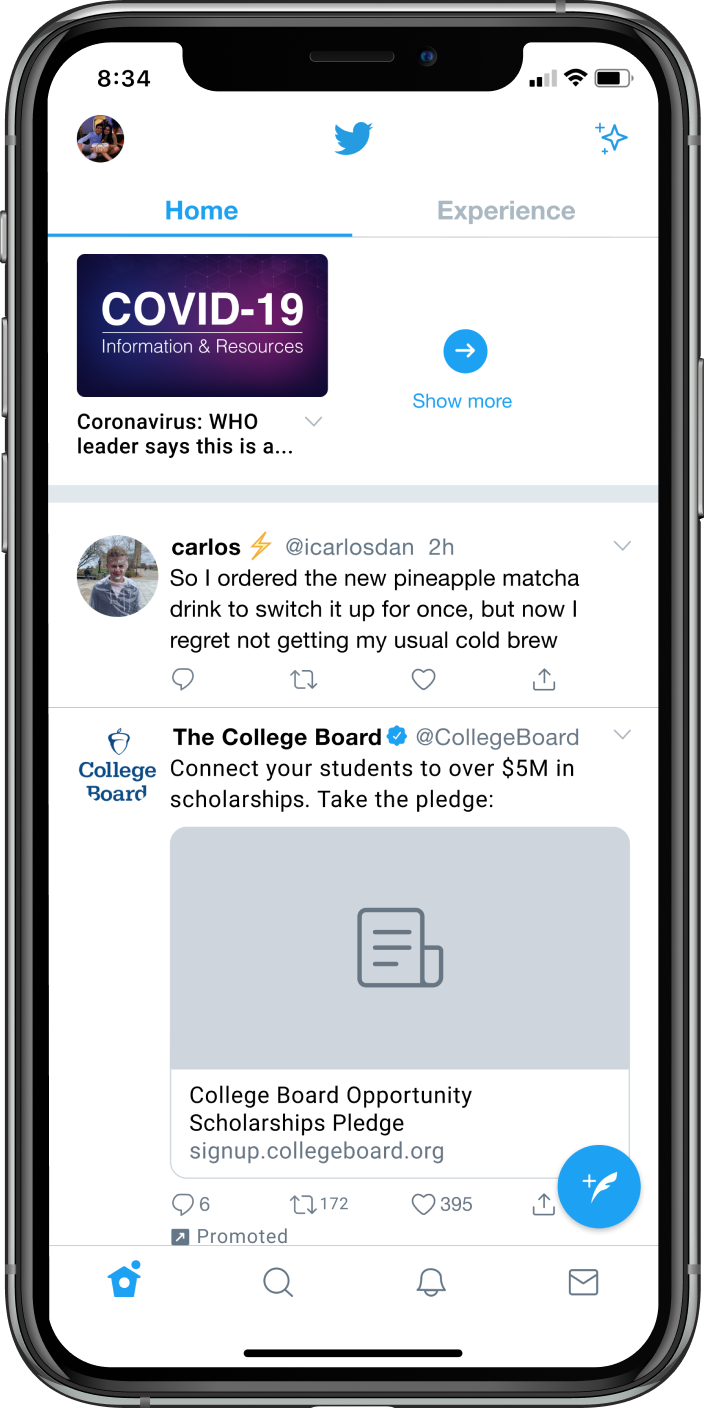 8:34
Home
Experience
COVID-19
Information & Resources
Show more
Coronavirus: WHO
leader says this is a...
carlos ⚡ @icarlosdan 2h
So I ordered the new pineapple matcha
drink to switch it up for once, but now I
regret not getting my usual cold brew
The College Board @CollegeBoard
College
Board
Connect your students to over $5M in
scholarships. Take the pledge:
College Board Opportunity
Scholarships Pledge
signup.collegeboard.org
6 172 395
Promoted